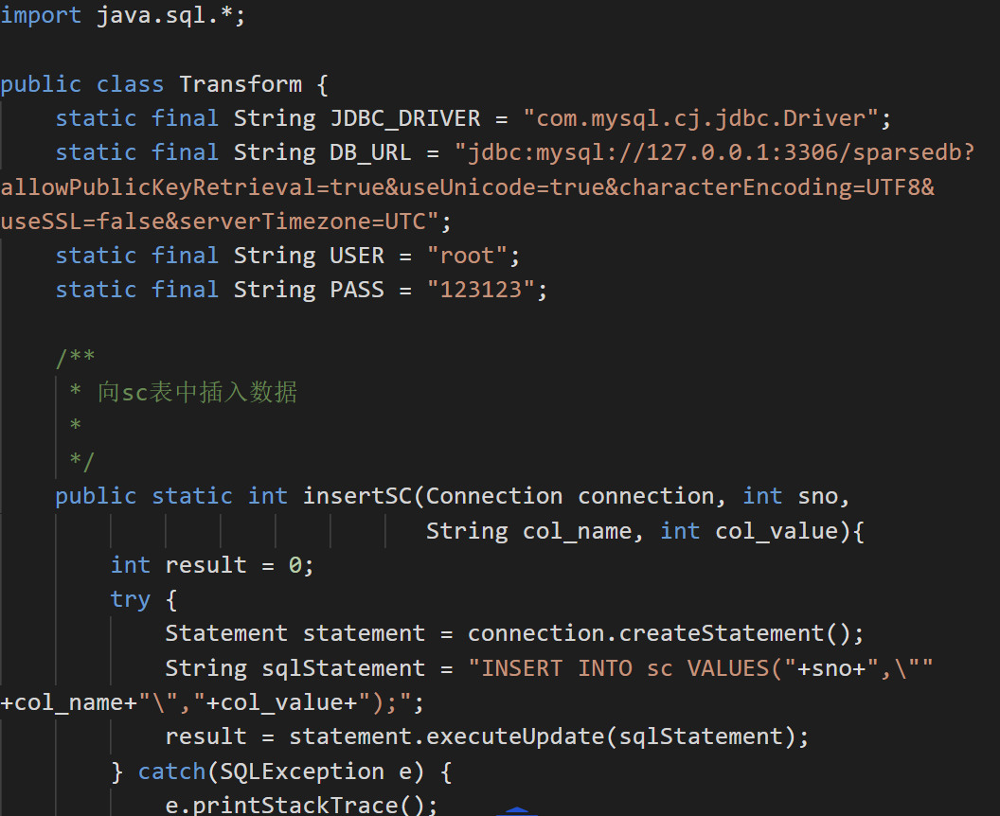 import java.sql.*;
public class Transform {
static final String JDBC_DRIVER = "com.mysql.cj.jdbc.Driver";
static final String DB_URL = "jdbc:mysql://127.0.0.1:3306/sparsedb?
allowPublicKeyRetrieval=true&useUnicode=true&characterEncoding=UTF8&
useSSL=false&serverTimezone=UTC";
static final String USER = "root";
static final String PASS = "123123";
/**
* 向sc表中插入数据
*
*/
public static int insertSC(Connection connection, int sno,
String col_name, int col_value){
int result = 0;
try {
Statement statement = connection.createStatement();
String sqlStatement = "INSERT INTO sc VALUES("+sno+",\""
+col_name+"\","+col_value+");";
result = statement.executeUpdate(sqlStatement);
} catch(SQLException e) {
e.printStackTrace();